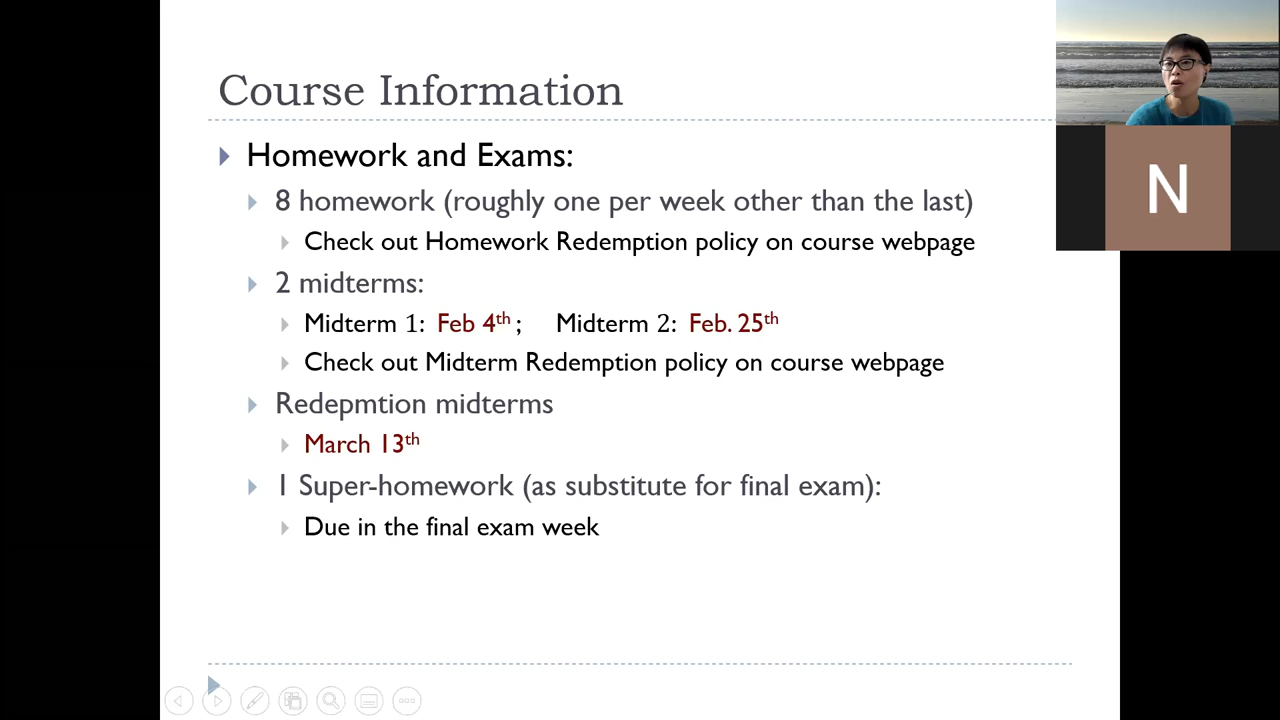 Course Information
Homework and Exams:
8 homework (roughly one per week other than the last)
Check out Homework Redemption policy on course webpage
2 midterms:
Midterm 1: Feb 4th ; Midterm 2: Feb. 25th
Check out Midterm Redemption policy on course webpage
Redepmtion midterms
March 13th
1 Super-homework (as substitute for final exam):
Due in the final exam week
N